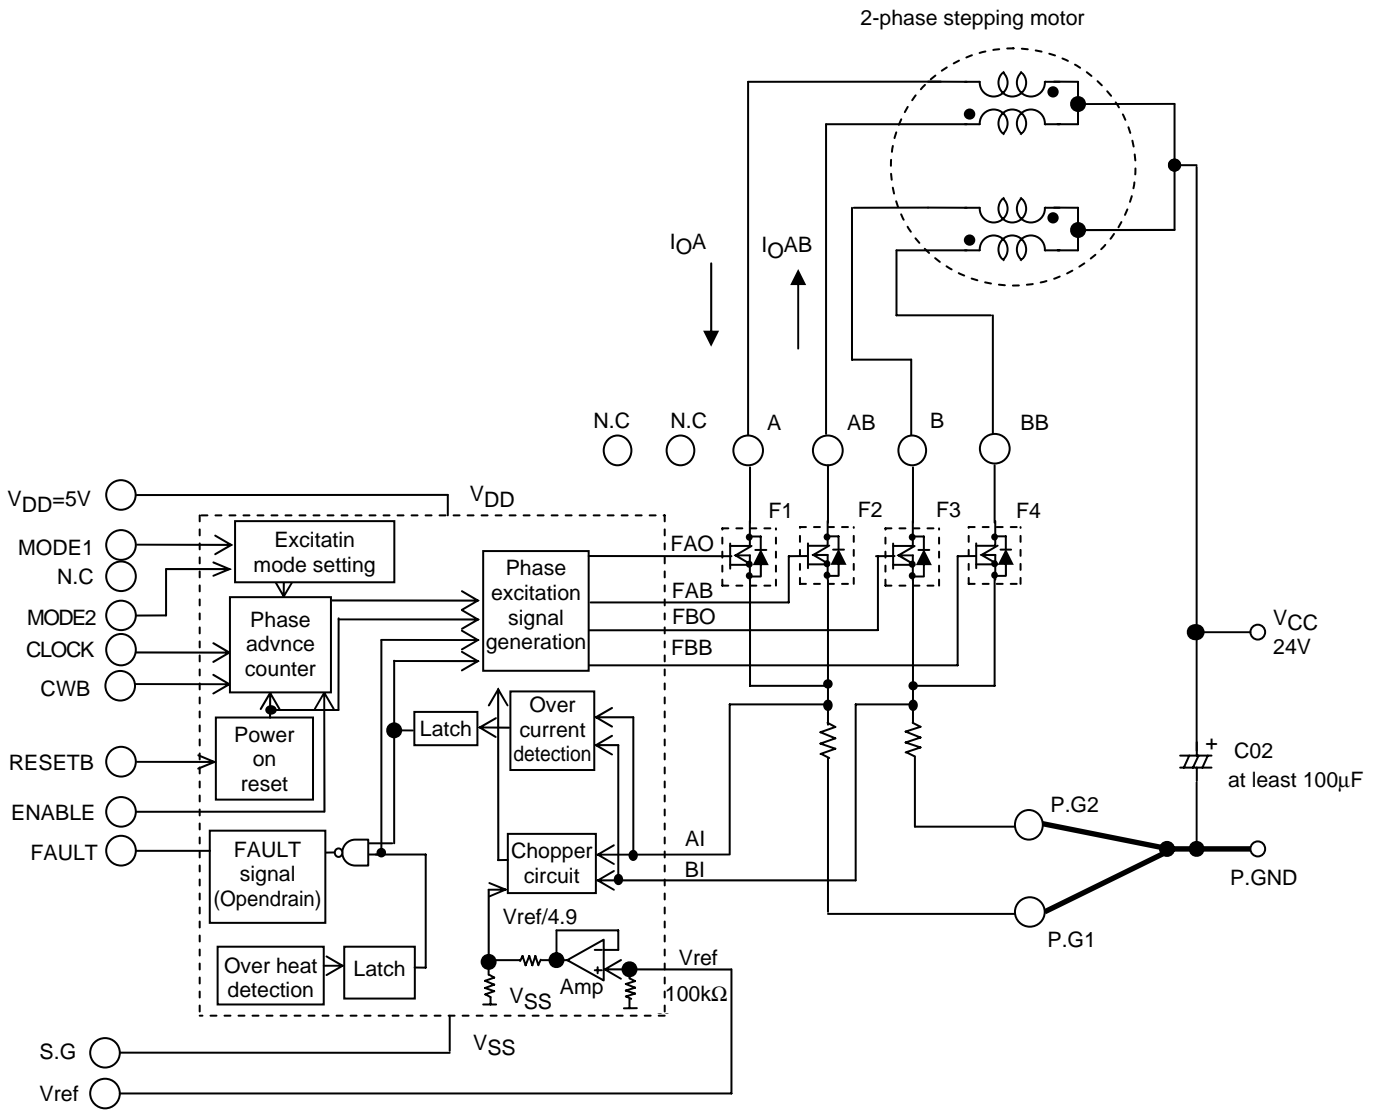 2-phase stepping motor
IOA
IOAB
N.C
N.C
A
AB
B
BB
VDD=5V
VDD
F1
F2
F3
F4
MODE1
N.C
MODE2
CLOCK
CWB
RESETB
ENABLE
FAULT
Excitatin
mode setting
Phase
advnce
counter
Power
on
reset
Phase
excitation
signal
generation
FAO
FAB
FBO
FBB
Latch
Over
current
detection
VCC
24V
+
C02
at least 100μF
P.G2
P.GND
P.G1
FAULT
signal
(Opendrain)
Chopper
circuit
AI
BI
Vref/4.9
−
+
Amp
Vref
100kΩ
VSS
Over heat
detection
Latch
VSS
S.G
Vref